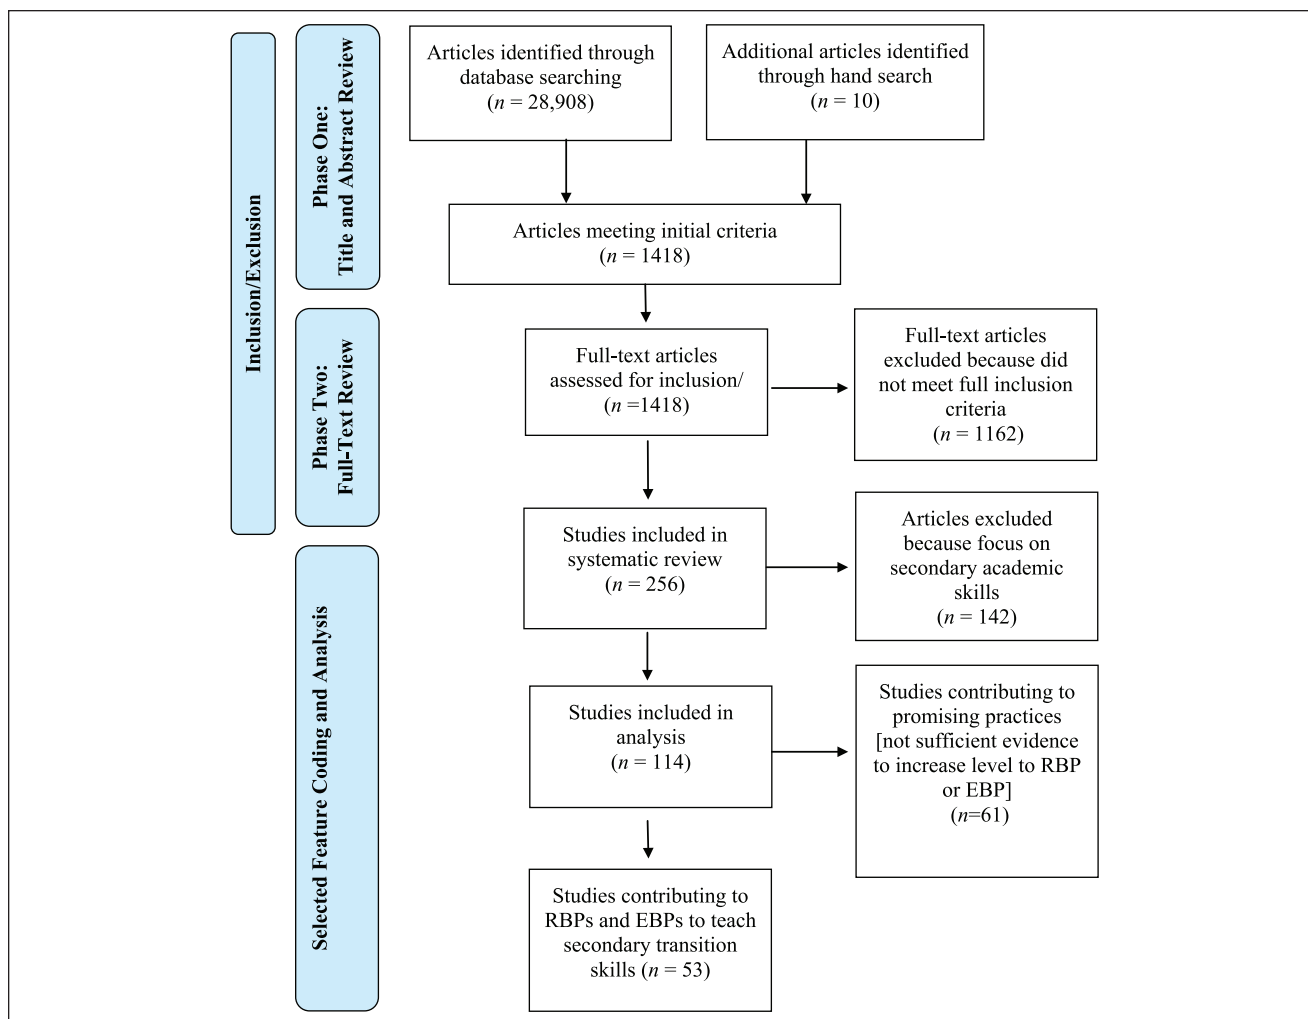 Inclusion/Exclusion
Phase One:
Title and Abstract Review
Articles identified through
database searching
(n = 28,908)
Additional articles identified
through hand search
(n = 10)
Articles meeting initial criteria
(n = 1418)
Phase Two:
Full-Text Review
Full-text articles
assessed for inclusion/
(n =1418)
Full-text articles
excluded because did
not meet full inclusion
criteria
(n = 1162)
Selected Feature Coding and Analysis
Studies included in
systematic review
(n = 256)
Articles excluded
because focus on
secondary academic
skills
(n = 142)
Studies included in
analysis
(n = 114)
Studies contributing to
promising practices
[not sufficient evidence
to increase level to RBP
or EBP]
(n=61)
Studies contributing to
RBPs and EBPs to teach
secondary transition
skills (n = 53)